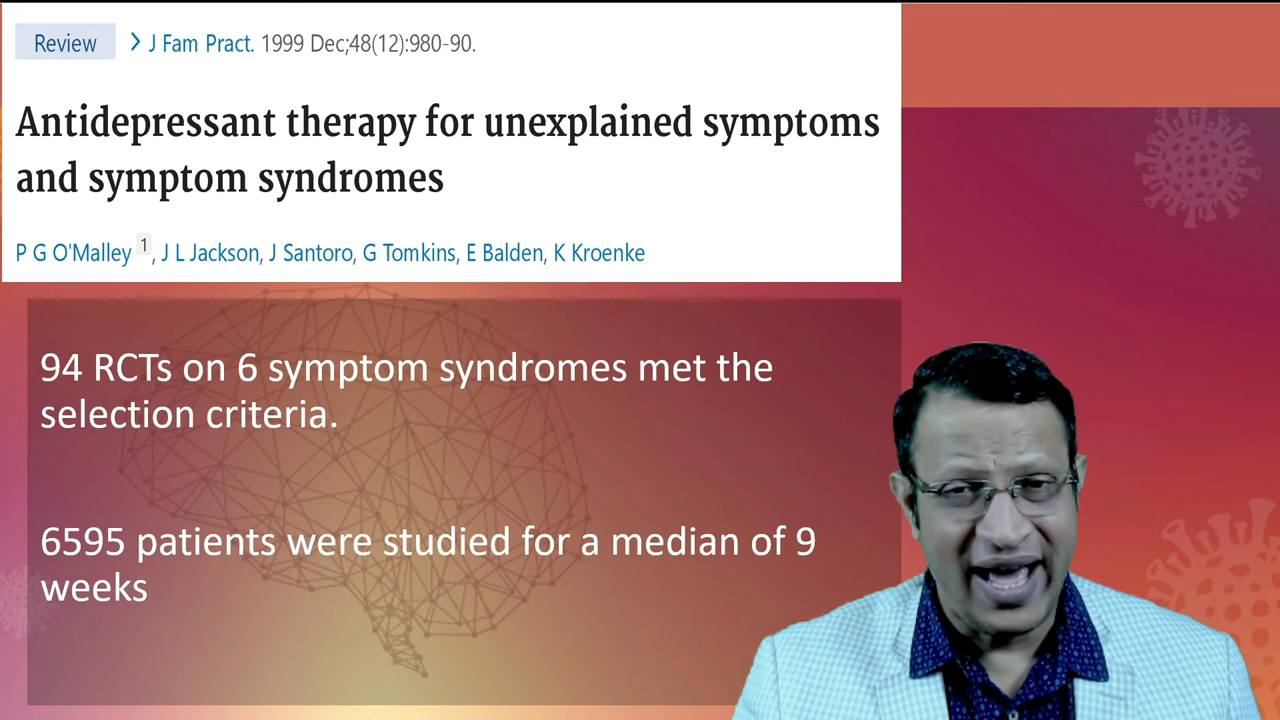 Review
J Fam Pract. 1999 Dec;48(12):980-90.
Antidepressant therapy for unexplained symptoms
and symptom syndromes
P G O'Malley 1, J L Jackson, J Santoro, G Tomkins, E Balden, K Kroenke
94 RCTs on 6 symptom syndromes met the
selection criteria.
6595 patients were studied for a median of 9
weeks